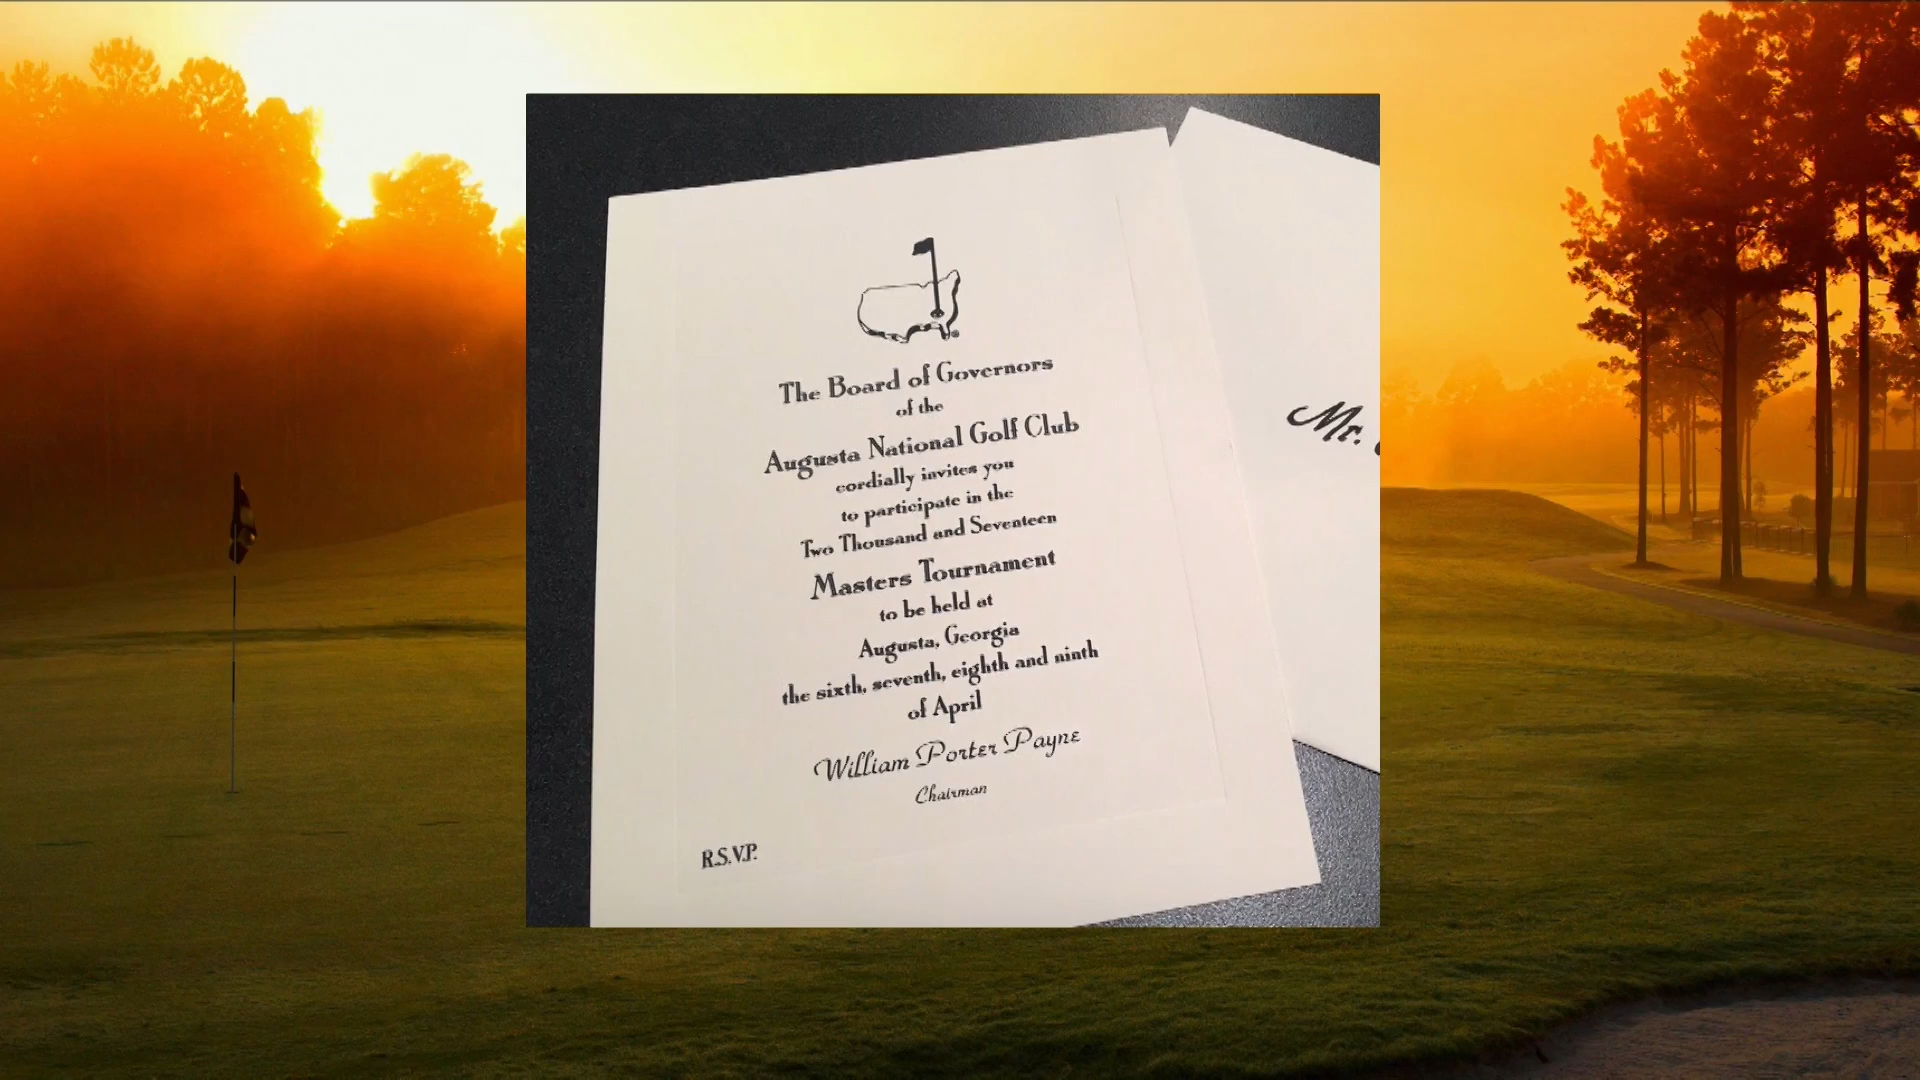 The Board of Governors
of the
Augusta National Golf Club
cordially invites you
to participate in the
Two Thousand and Seventeen
Masters Tournament
to be held at
Augusta, Georgia
the sixth, seventh, eighth and ninth
of April
William Porter Payne
Chairman
R.S.V.P.
Mr.